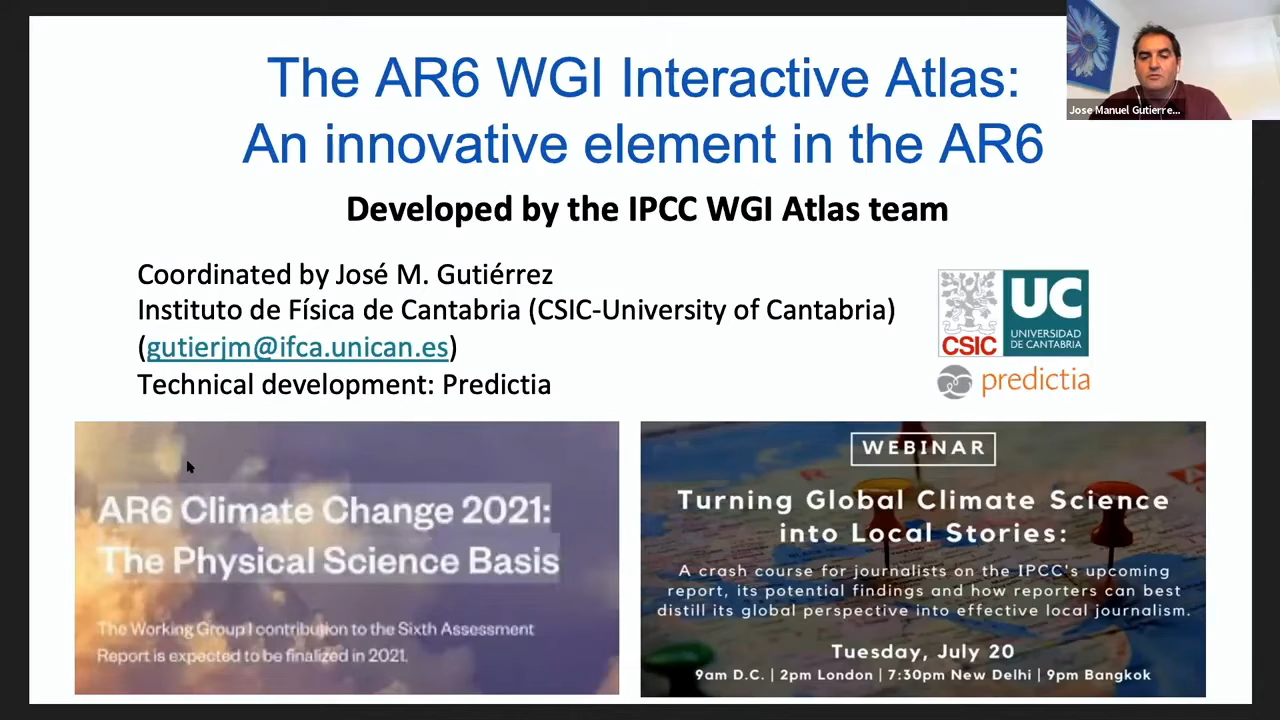 The AR6 WGI Interactive Atlas:
An innovative element in the AR6
Jose Manuel Gutierre...
Developed by the IPCC WGI Atlas team
Coordinated by José M. Gutiérrez
Instituto de Física de Cantabria (CSIC-University of Cantabria)
(gutierjm@ifca.unican.es)
Technical development: Predictia
CSIC
UC
UNIVERSIDAD
DE CANTABRIA
predictia
AR6 Climate Change 2021:
The Physical Science Basis
The Working Group I contribution to the Sixth Assessment
Report is expected to be finalized in 2021.
WEBINAR
Turning Global Climate Science
into Local Stories:
A crash course for journalists on the IPCC's upcoming
report, its potential findings and how reporters can best
distill its global perspective into effective local journalism.
Tuesday, July 20
9am D.C. | 2pm London | 7:30pm New Delhi | 9pm Bangkok